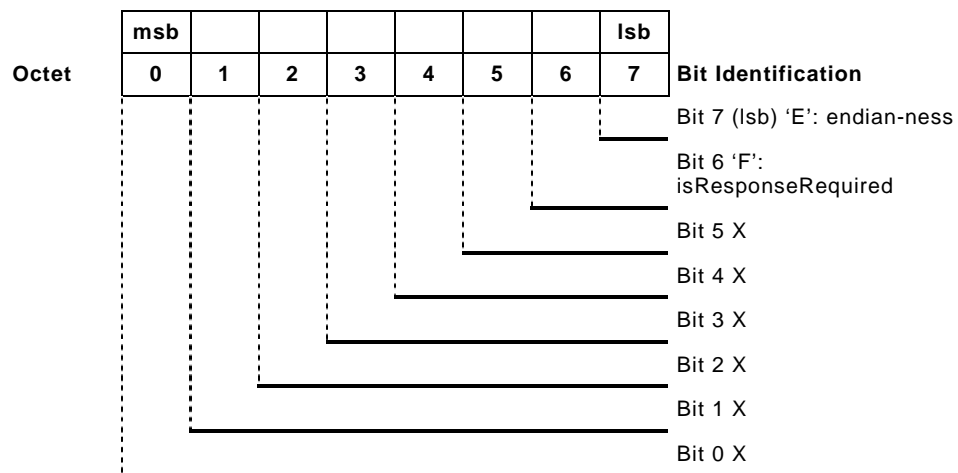 msb lsb
Octet 0 1 2 3 4 5 6 7 Bit Identification
Bit 7 (lsb) ‘E’: endian-ness
Bit 6 ‘F’:
isResponseRequired
Bit 5 X
Bit 4 X
Bit 3 X
Bit 2 X
Bit 1 X
Bit 0 X